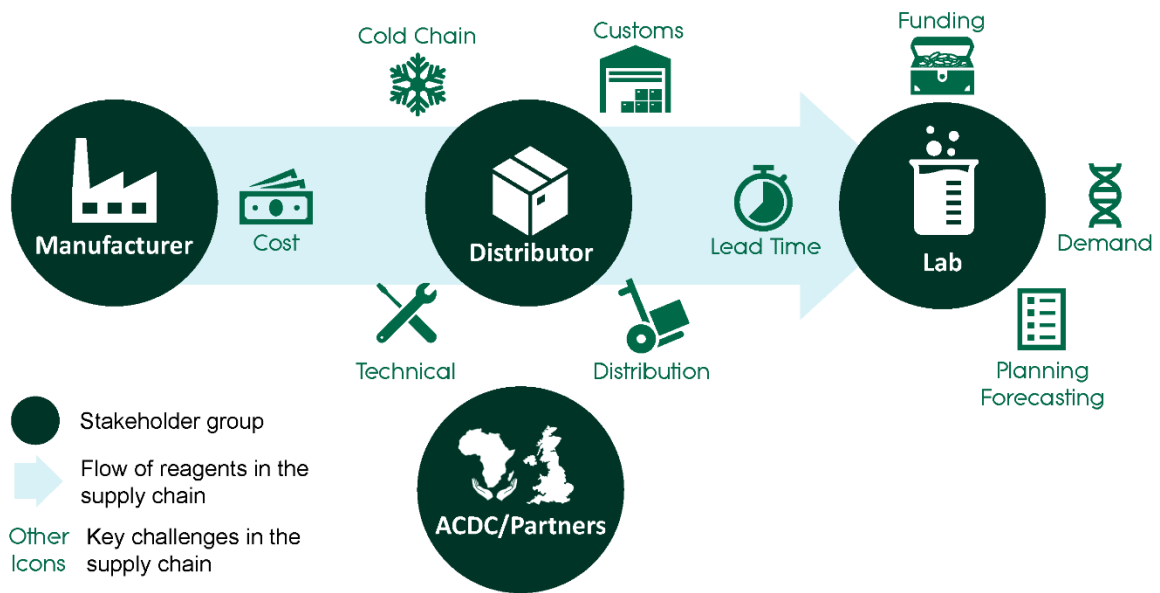 Cold Chain
Customs
Funding
Manufacturer
Cost
Distributor
Lead Time
Lab
Demand
Technical
Distribution
Planning
Forecasting
ACDC/Partners
Stakeholder group
Flow of reagents in the
supply chain
Other
Icons
Key challenges in the
supply chain